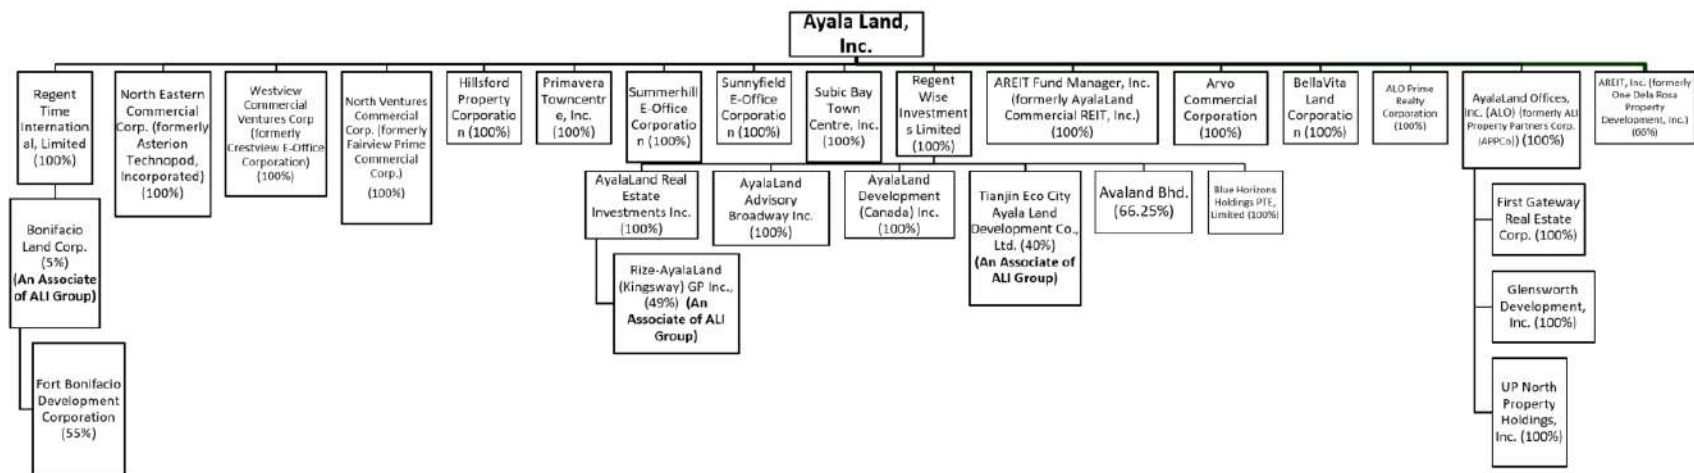 Ayala Land,
Inc.
Regent
Time
Internation
al, Limited
(100%)
North Eastern
Commercial
Corp. (formerly
Asterion
Technopod,
Incorporated)
(100%)
Westview
Commercial
Ventures Corp
(formerly
Crestview E-Office
Corporation)
(100%)
North Ventures
Commercial
Corp. (formerly
Fairview Prime
Commercial
Corp.)
(100%)
Hillsford
Property
Corporatio
n (100%)
Primavera
Towncentr
e, Inc.
(100%)
Summerhill
E-Office
Corporatio
n (100%)
Sunnyfield
E-Office
Corporatio
n (100%)
Subic Bay
Town
Centre, Inc.
(100%)
Regent
Wise
Investment
s Limited
(100%)
AREIT Fund Manager, Inc.
(formerly AyalaLand
Commercial REIT, Inc.)
(100%)
Arvo
Commercial
Corporation
(100%)
BellaVita
Land
Corporatio
n (100%)
ALO Prime
Realty
Corporation
(100%)
AyalaLand Offices,
Inc. (ALO) (formerly ALI
Property Partners Corp.
(APPCo)) (100%)
AREIT, Inc. (formerly
One Dela Rosa
Property
Development, Inc.)
(66%)
Bonifacio
Land Corp.
(5%)
(An Associate
of ALI Group)
Fort Bonifacio
Development
Corporation
(55%)
AyalaLand Real
Estate
Investments Inc.
(100%)
Rize-AyalaLand
(Kingsway) GP Inc.,
(49%) (An
Associate of ALI
Group)
AyalaLand
Advisory
Broadway Inc.
(100%)
AyalaLand
Development
(Canada) Inc.
(100%)
Tianjin Eco City
Ayala Land
Development Co.,
Ltd. (40%)
(An Associate of
ALI Group)
Avaland Bhd.
(66.25%)
Blue Horizons
Holdings PTE,
Limited (100%)
First Gateway
Real Estate
Corp. (100%)
Glensworth
Development,
Inc. (100%)
UP North
Property
Holdings,
Inc. (100%)